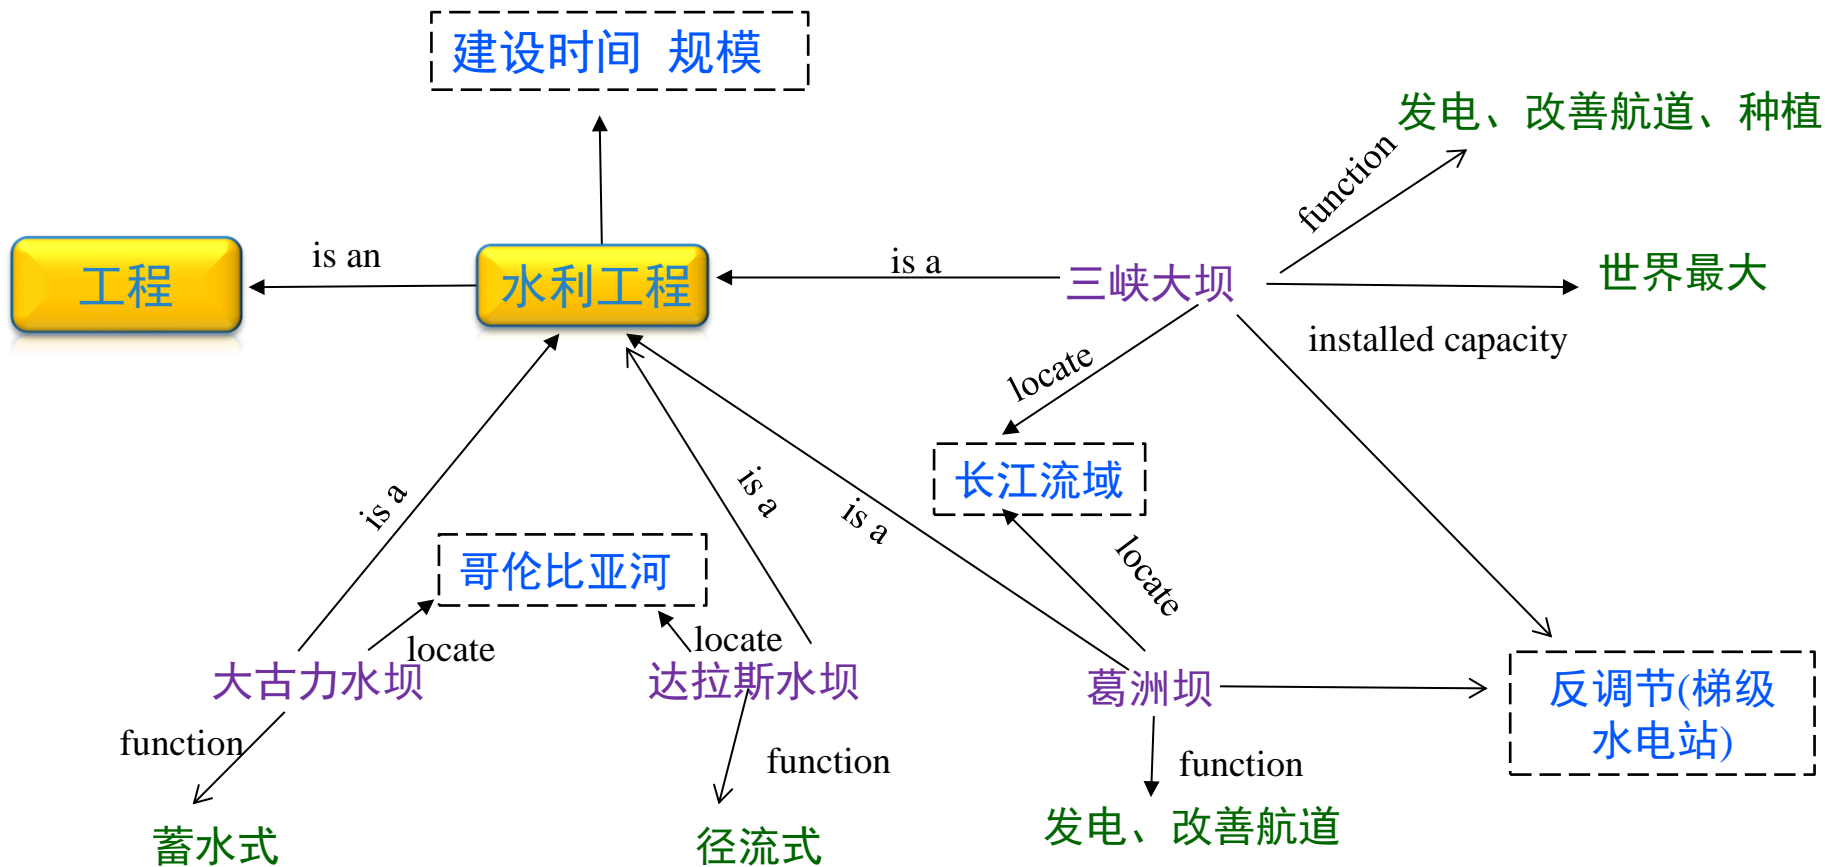 建设时间 规模
发电、改善航道、种植
function
is an
is a
世界最大
工程
水利工程
三峡大坝
installed capacity
locate
长江流域
is a
is a
is a
哥伦比亚河
locate
locate
locate
大古力水坝
达拉斯水坝
葛洲坝
反调节(梯级
水电站)
function
function
function
发电、改善航道
蓄水式
径流式